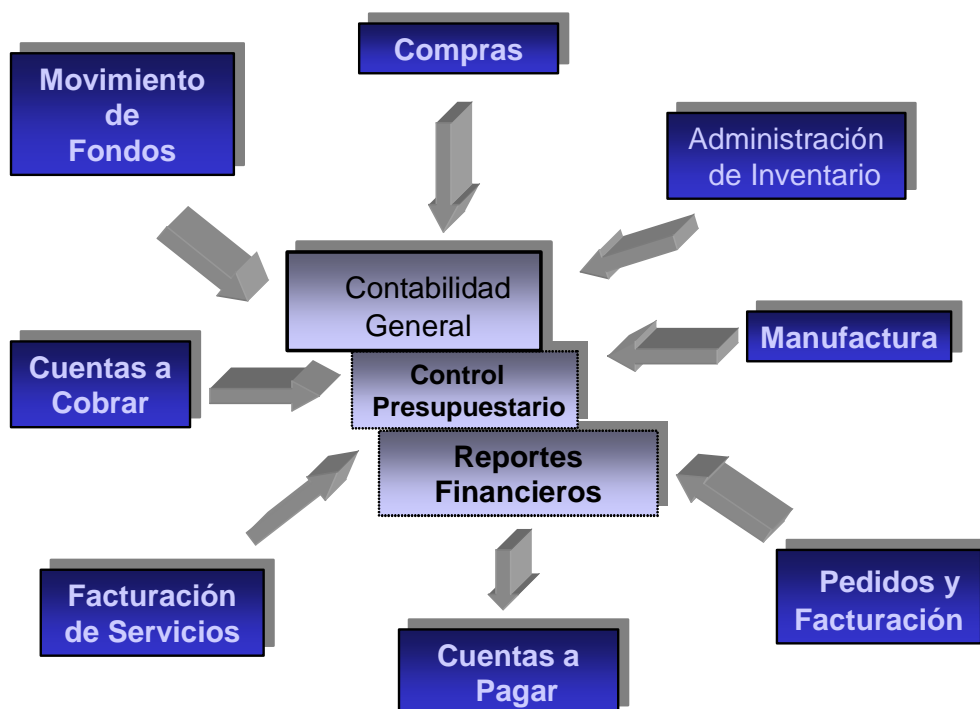 Compras
Movimiento
de
Fondos
Administración
de Inventario
Contabilidad
General
Manufactura
Cuentas a
Cobrar
Control
Presupuestario
Reportes
Financieros
Facturación
de Servicios
Pedidos y
Facturación
Cuentas a
Pagar